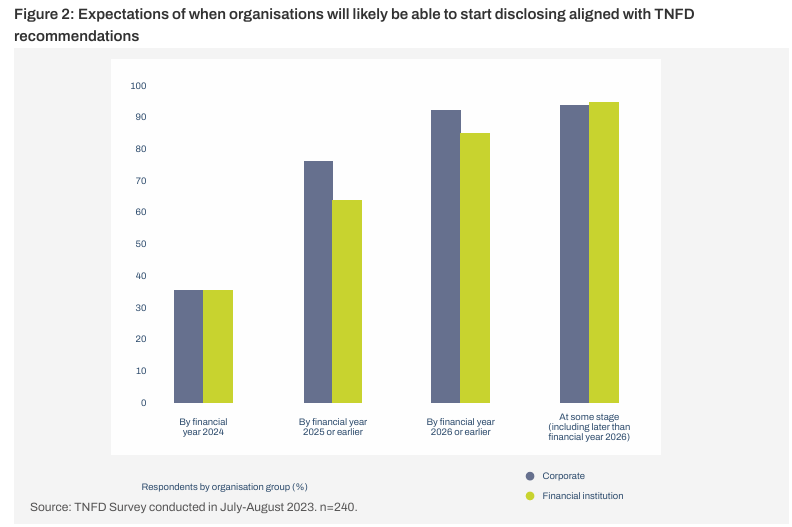 Figure 2: Expectations of when organisations will likely be able to start disclosing aligned with TNFD
recommendations
100
90
80
70
60
50
40
30
20
10
0
By financial
year 2024
By financial year
2025 or earlier
By financial year
2026 or earlier
At some stage
(including later than
financial year 2026)
Respondents by organisation group (%)
Corporate
Financial institution
Source: TNFD Survey conducted in July-August 2023. n=240.